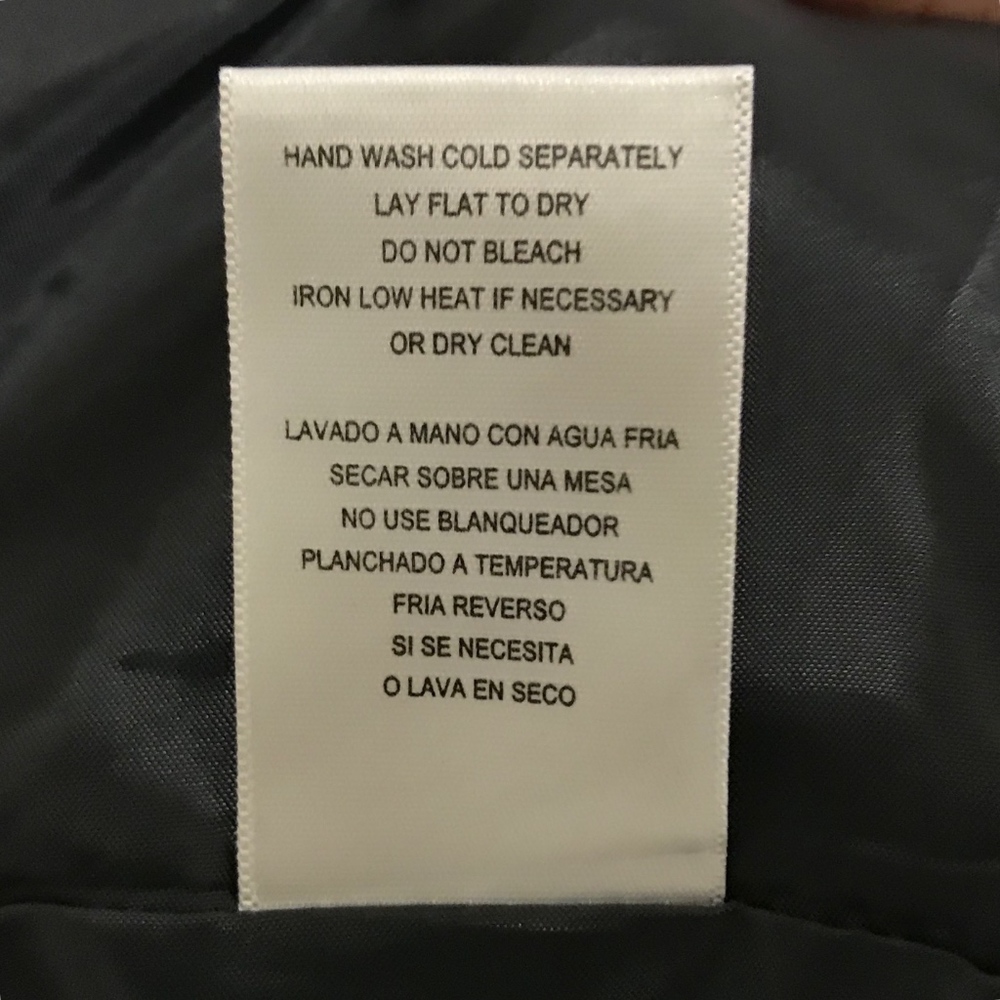 HAND WASH COLD SEPARATELY
LAY FLAT TO DRY
DO NOT BLEACH
IRON LOW HEAT IF NECESSARY
OR DRY CLEAN
LAVADO A MANO CON AGUA FRIA
SECAR SOBRE UNA MESA
NO USE BLANQUEADOR
PLANCHADO A TEMPERATURA
FRIA REVERSO
SI SE NECESITA
O LAVA EN SECO